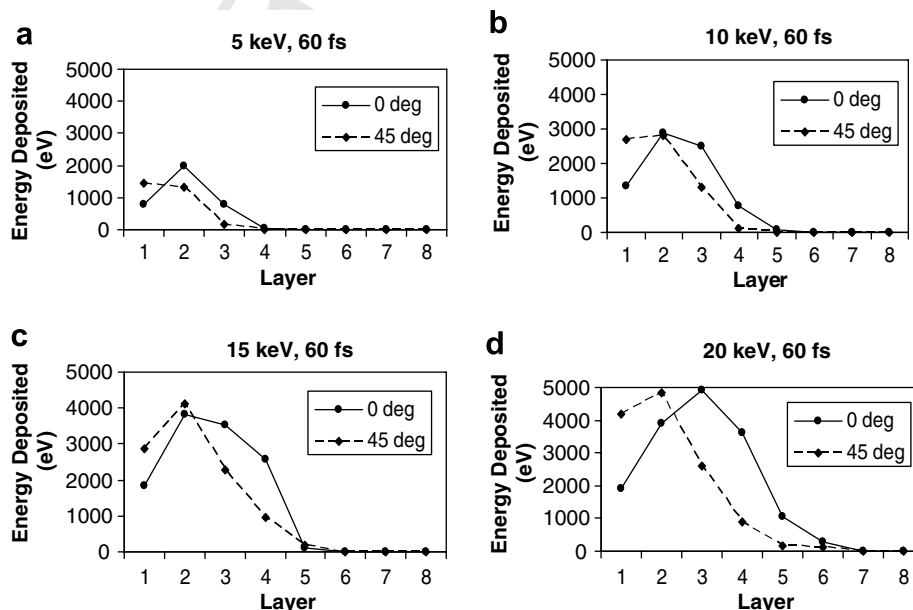 a
5 keV, 60 fs
Energy Deposited
(eV)
5000
4000
3000
2000
1000
0
0 deg
45 deg
1 2 3 4 5 6 7 8
Layer
b
10 keV, 60 fs
Energy Deposited
(eV)
5000
4000
3000
2000
1000
0
0 deg
45 deg
1 2 3 4 5 6 7 8
Layer
c
15 keV, 60 fs
Energy Deposited
(eV)
5000
4000
3000
2000
1000
0
0 deg
45 deg
1 2 3 4 5 6 7 8
Layer
d
20 keV, 60 fs
Energy Deposited
(eV)
5000
4000
3000
2000
1000
0
0 deg
45 deg
1 2 3 4 5 6 7 8
Layer